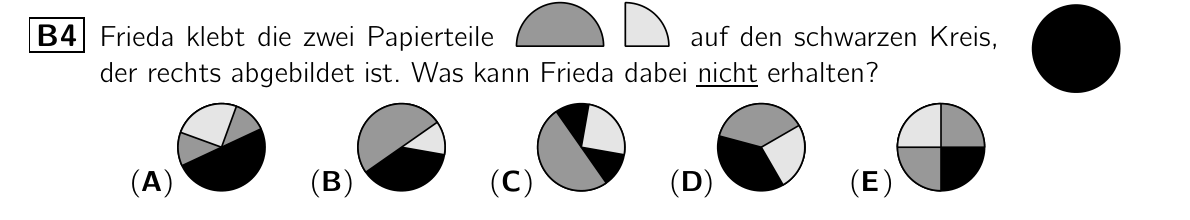 B4 Frieda klebt die zwei Papierteile auf den schwarzen Kreis,
der rechts abgebildet ist. Was kann Frieda dabei nicht erhalten?
(A) (B) (C) (D) (E)